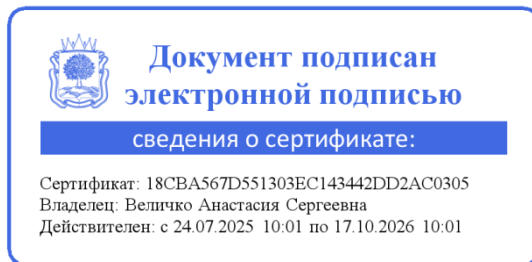 Документ подписан
электронной подписью
сведения о сертификате:
Сертификат: 18CBA567D551303EC143442DD2AC0305
Владелец: Величко Анастасия Сергеевна
Действителен: с 24.07.2025 10:01 по 17.10.2026 10:01